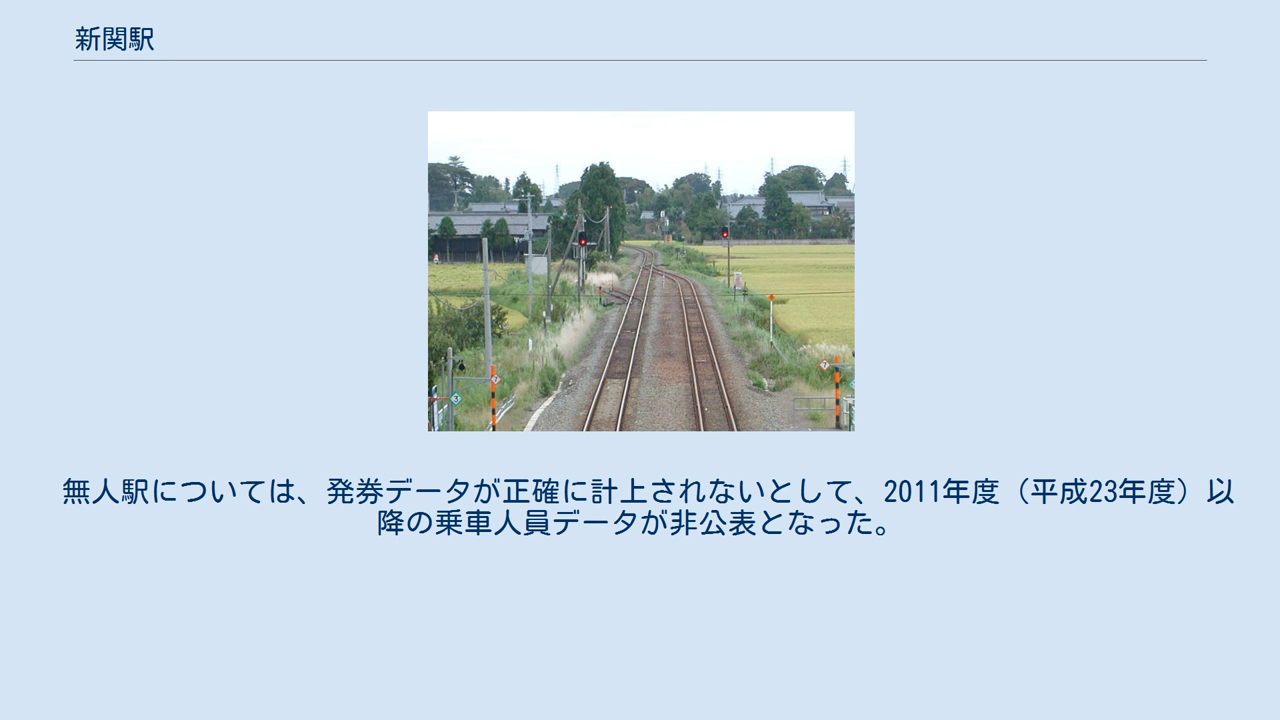 新関駅
無人駅については、発券データが正確に計上されないとして、2011年度（平成23年度）以
降の乗車人員データが非公表となった。
7
3
7